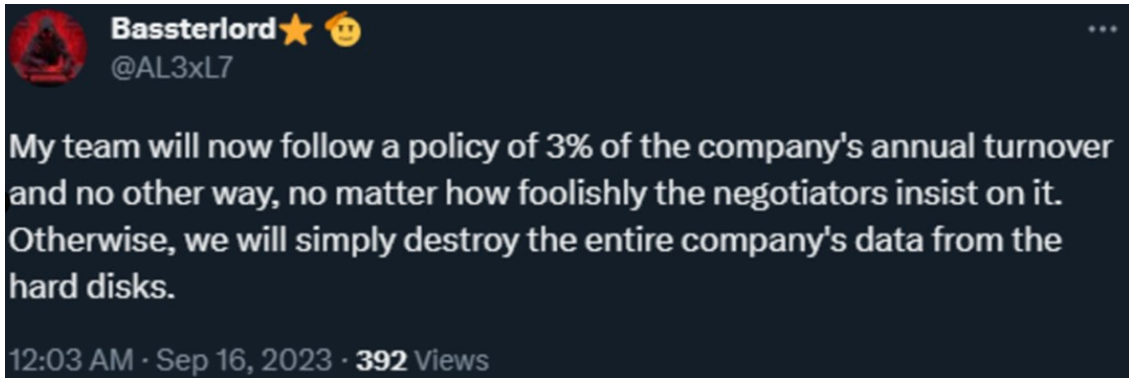 Bassterlord⭐ 🫡
@AL3xL7
My team will now follow a policy of 3% of the company's annual turnover
and no other way, no matter how foolishly the negotiators insist on it.
Otherwise, we will simply destroy the entire company's data from the
hard disks.
12:03 AM · Sep 16, 2023 · 392 Views